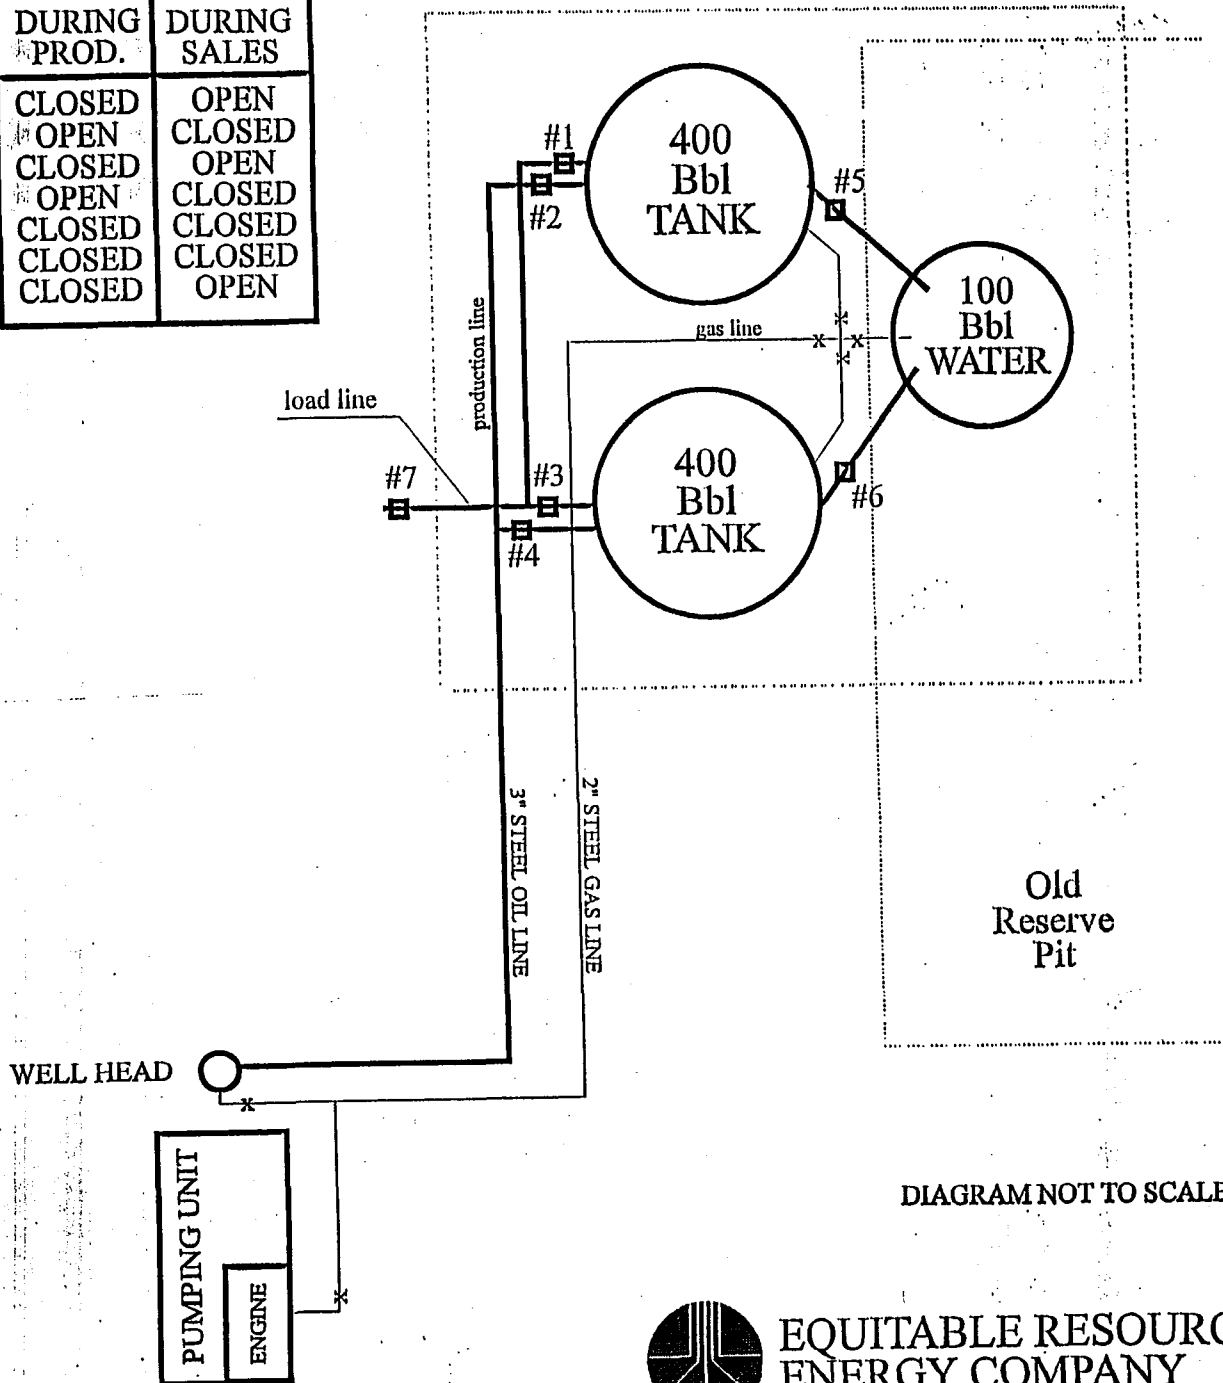 DURING PROD. DURING SALES
CLOSED OPEN
OPEN CLOSED
CLOSED OPEN
OPEN CLOSED
CLOSED CLOSED
CLOSED CLOSED
CLOSED OPEN
#1
400
Bbl
TANK
#5
#2
100
Bbl
WATER
production line
gas line
load line
#7
#3
400
Bbl
TANK
#6
#4
3" STEEL OIL LINE
2" STEEL GAS LINE
Old
Reserve
Pit
WELL HEAD
PUMPING UNIT
ENGINE
DIAGRAM NOT TO SCALE
EQUITABLE RESOURC
ENERGY COMPANY